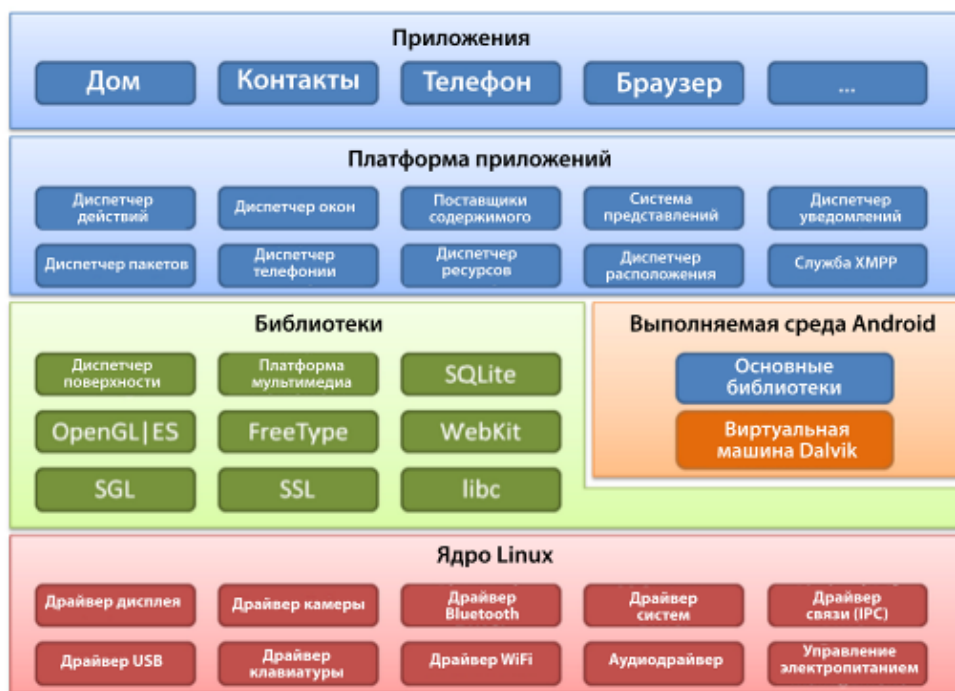 Приложения
Дом
Контакты
Телефон
Браузер
...
Платформа приложений
Диспетчер
действий
Диспетчер окон
Поставщики
содержимого
Система
представлений
Диспетчер
уведомлений
Диспетчер пакетов
Диспетчер
телефонии
Диспетчер
ресурсов
Диспетчер
расположения
Служба XMPP
Библиотеки
Диспетчер
поверхности
Платформа
мультимедиа
SQLite
OpenGL|ES
FreeType
WebKit
SGL
SSL
libc
Выполняемая среда Android
Основные
библиотеки
Виртуальная
машина Dalvik
Ядро Linux
Драйвер дисплея
Драйвер камеры
Драйвер
Bluetooth
Драйвер
систем
Драйвер
связи (IPC)
Драйвер USB
Драйвер
клавиатуры
Драйвер WiFi
Аудиодрайвер
Управление
электропитанием